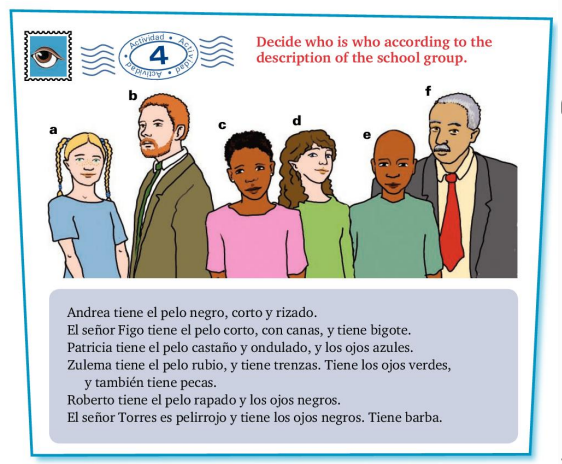 Actividad • Actividad • Actividad •
4
Decide who is who according to the
description of the school group.
a
b
c
d
e
f
Andrea tiene el pelo negro, corto y rizado.
El señor Figo tiene el pelo corto, con canas, y tiene bigote.
Patricia tiene el pelo castaño y ondulado, y los ojos azules.
Zulema tiene el pelo rubio, y tiene trenzas. Tiene los ojos verdes,
y también tiene pecas.
Roberto tiene el pelo rapado y los ojos negros.
El señor Torres es pelirrojo y tiene los ojos negros. Tiene barba.